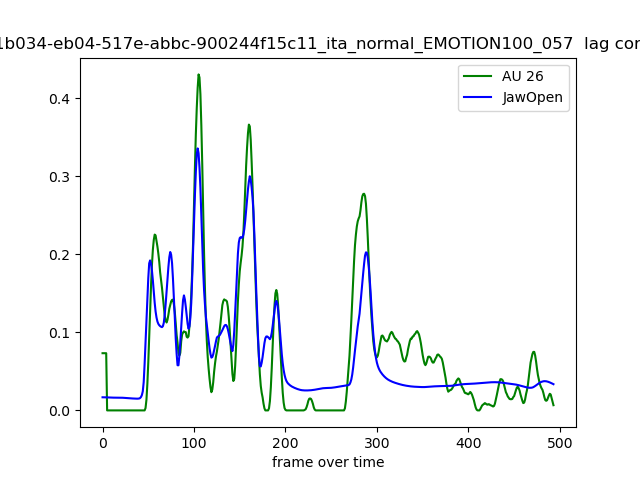 1b034-eb04-517e-abbc-900244f15c11_ita_normal_EMOTION100_057 lag cor
AU 26
JawOpen
0.4
0.3
0.2
0.1
0.0
0 100 200 300 400 500
frame over time